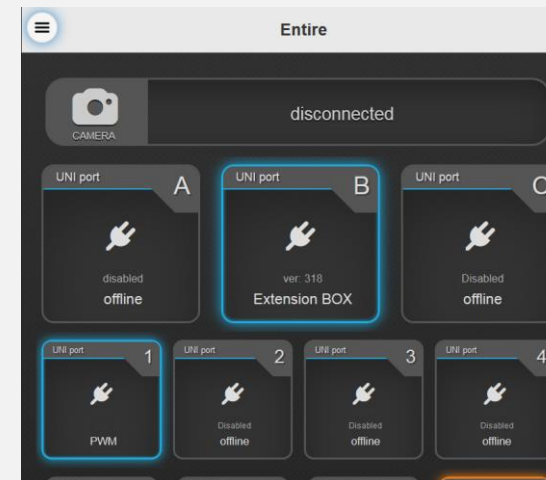 Entire
CAMERA
disconnected
UNI port A
disabled
offline
UNI port B
ver: 318
Extension BOX
UNI port C
Disabled
offline
UNI port 1
PWM
UNI port 2
Disabled
offline
UNI port 3
Disabled
offline
UNI port 4
Disabled
offline